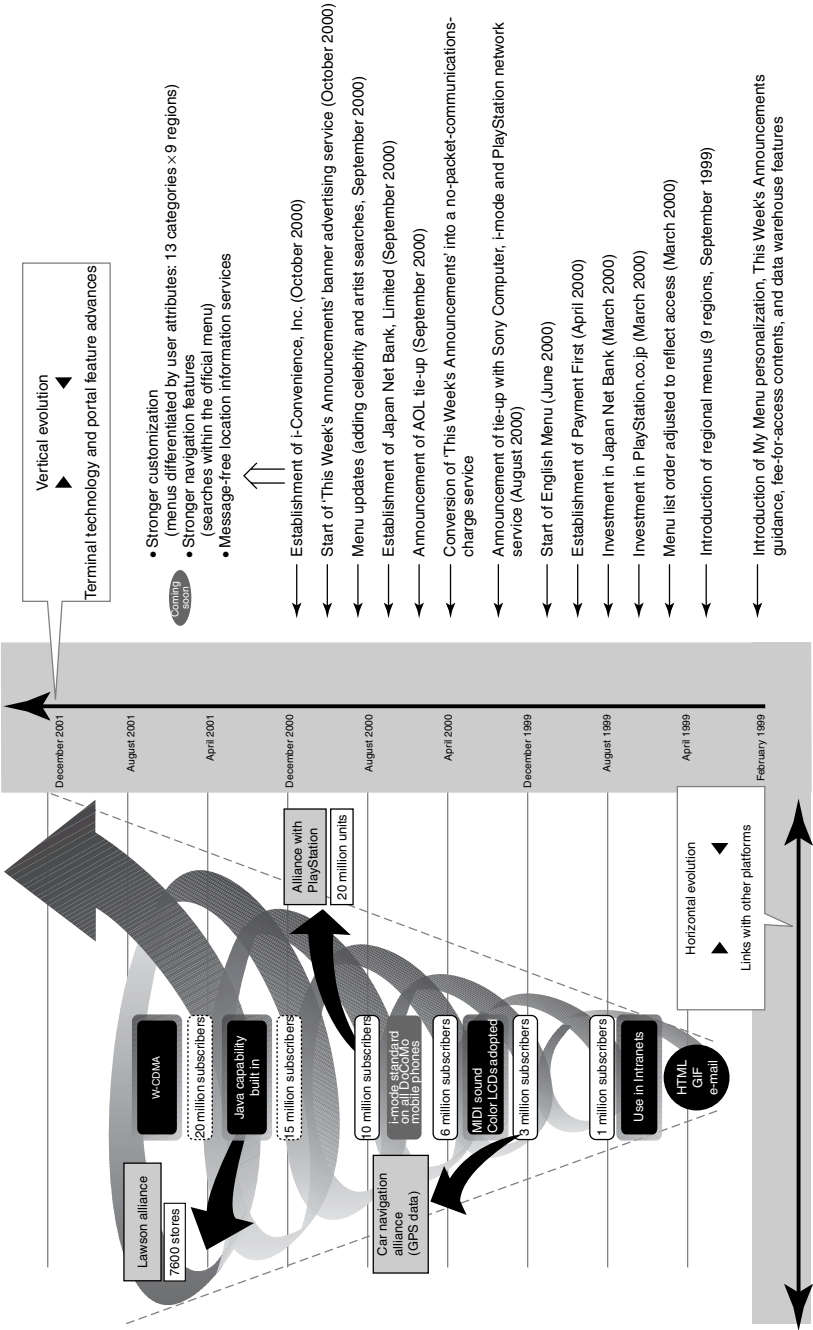 Vertical evolution
Terminal technology and portal feature advances
Coming
soon
• Stronger customization
(menus differentiated by user attributes: 13 categories × 9 regions)
• Stronger navigation features
(searches within the official menu)
• Message-free location information services
Establishment of i-Convenience, Inc. (October 2000)
Start of 'This Week's Announcements' banner advertising service (October 2000)
Menu updates (adding celebrity and artist searches, September 2000)
Establishment of Japan Net Bank, Limited (September 2000)
Announcement of AOL tie-up (September 2000)
Conversion of 'This Week's Announcements' into a no-packet-communications-
charge service
Announcement of tie-up with Sony Computer, i-mode and PlayStation network
service (August 2000)
Start of English Menu (June 2000)
Establishment of Payment First (April 2000)
Investment in Japan Net Bank (March 2000)
Investment in PlayStation.co.jp (March 2000)
Menu list order adjusted to reflect access (March 2000)
Introduction of regional menus (9 regions, September 1999)
Introduction of My Menu personalization, This Week's Announcements
guidance, fee-for-access contents, and data warehouse features
December 2001
August 2001
April 2001
December 2000
August 2000
April 2000
December 1999
August 1999
April 1999
February 1999
Lawson alliance
7600 stores
W-CDMA
20 million subscribers
Java capability
built in
15 million subscribers
Alliance with
PlayStation
20 million units
10 million subscribers
i-mode standard
on all DoCoMo
mobile phones
Car navigation
alliance
(GPS data)
6 million subscribers
MIDI sound
Color LCDs adopted
3 million subscribers
1 million subscribers
Use in Intranets
HTML
GIF
e-mail
Horizontal evolution
Links with other platforms